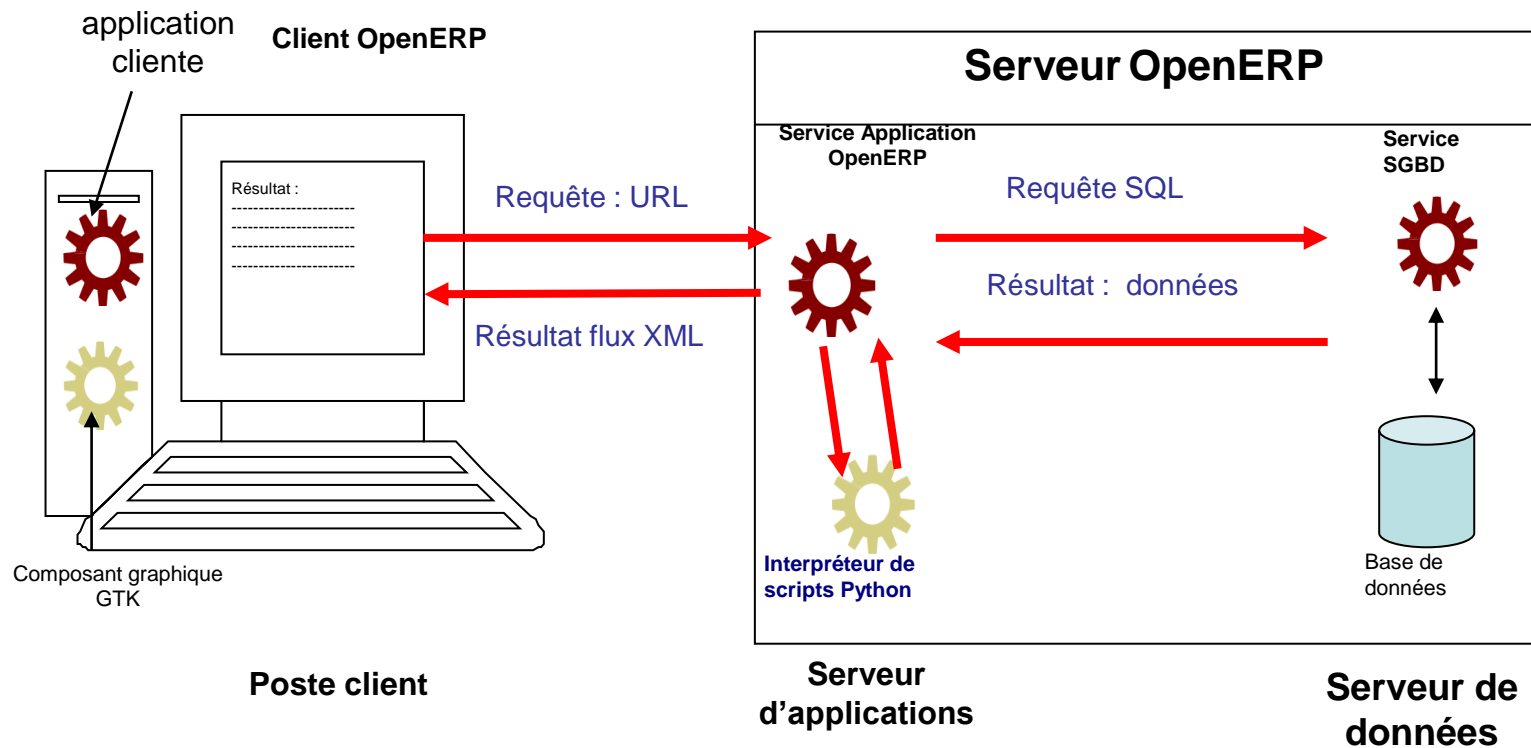 application
cliente
Client OpenERP
Serveur OpenERP
Service Application
OpenERP
Service
SGBD
Résultat :
-----------------------
-----------------------
-----------------------
-----------------------
Requête : URL
Requête SQL
Résultat : données
Résultat flux XML
Interpréteur de
scripts Python
Base de
données
Composant graphique
GTK
Poste client
Serveur
d’applications
Serveur de
données